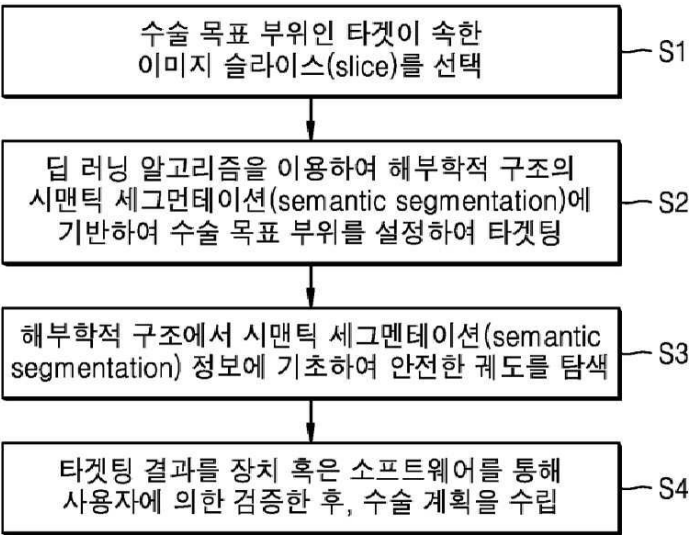 수술 목표 부위인 타겟이 속한
이미지 슬라이스(slice)를 선택
S1
딥 러닝 알고리즘을 이용하여 해부학적 구조의
시맨틱 세그먼테이션(semantic segmentation)에
기반하여 수술 목표 부위를 설정하여 타겟팅
S2
해부학적 구조에서 시맨틱 세그멘테이션(semantic
segmentation) 정보에 기초하여 안전한 궤도를 탐색
S3
타겟팅 결과를 장치 혹은 소프트웨어를 통해
사용자에 의한 검증한 후, 수술 계획을 수립
S4